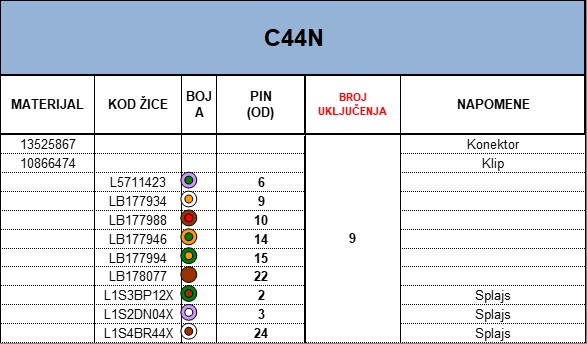 C44N
MATERIJAL KOD ŽICE BOJA PIN (OD) BROJ UKLJUČENJA NAPOMENE
13525867 Konektor
10866474 Klip
L5711423 6
LB177934 9
LB177988 10
LB177946 14 9
LB177994 15
LB178077 22
L1S3BP12X 2 Splajs
L1S2DN04X 3 Splajs
L1S4BR44X 24 Splajs